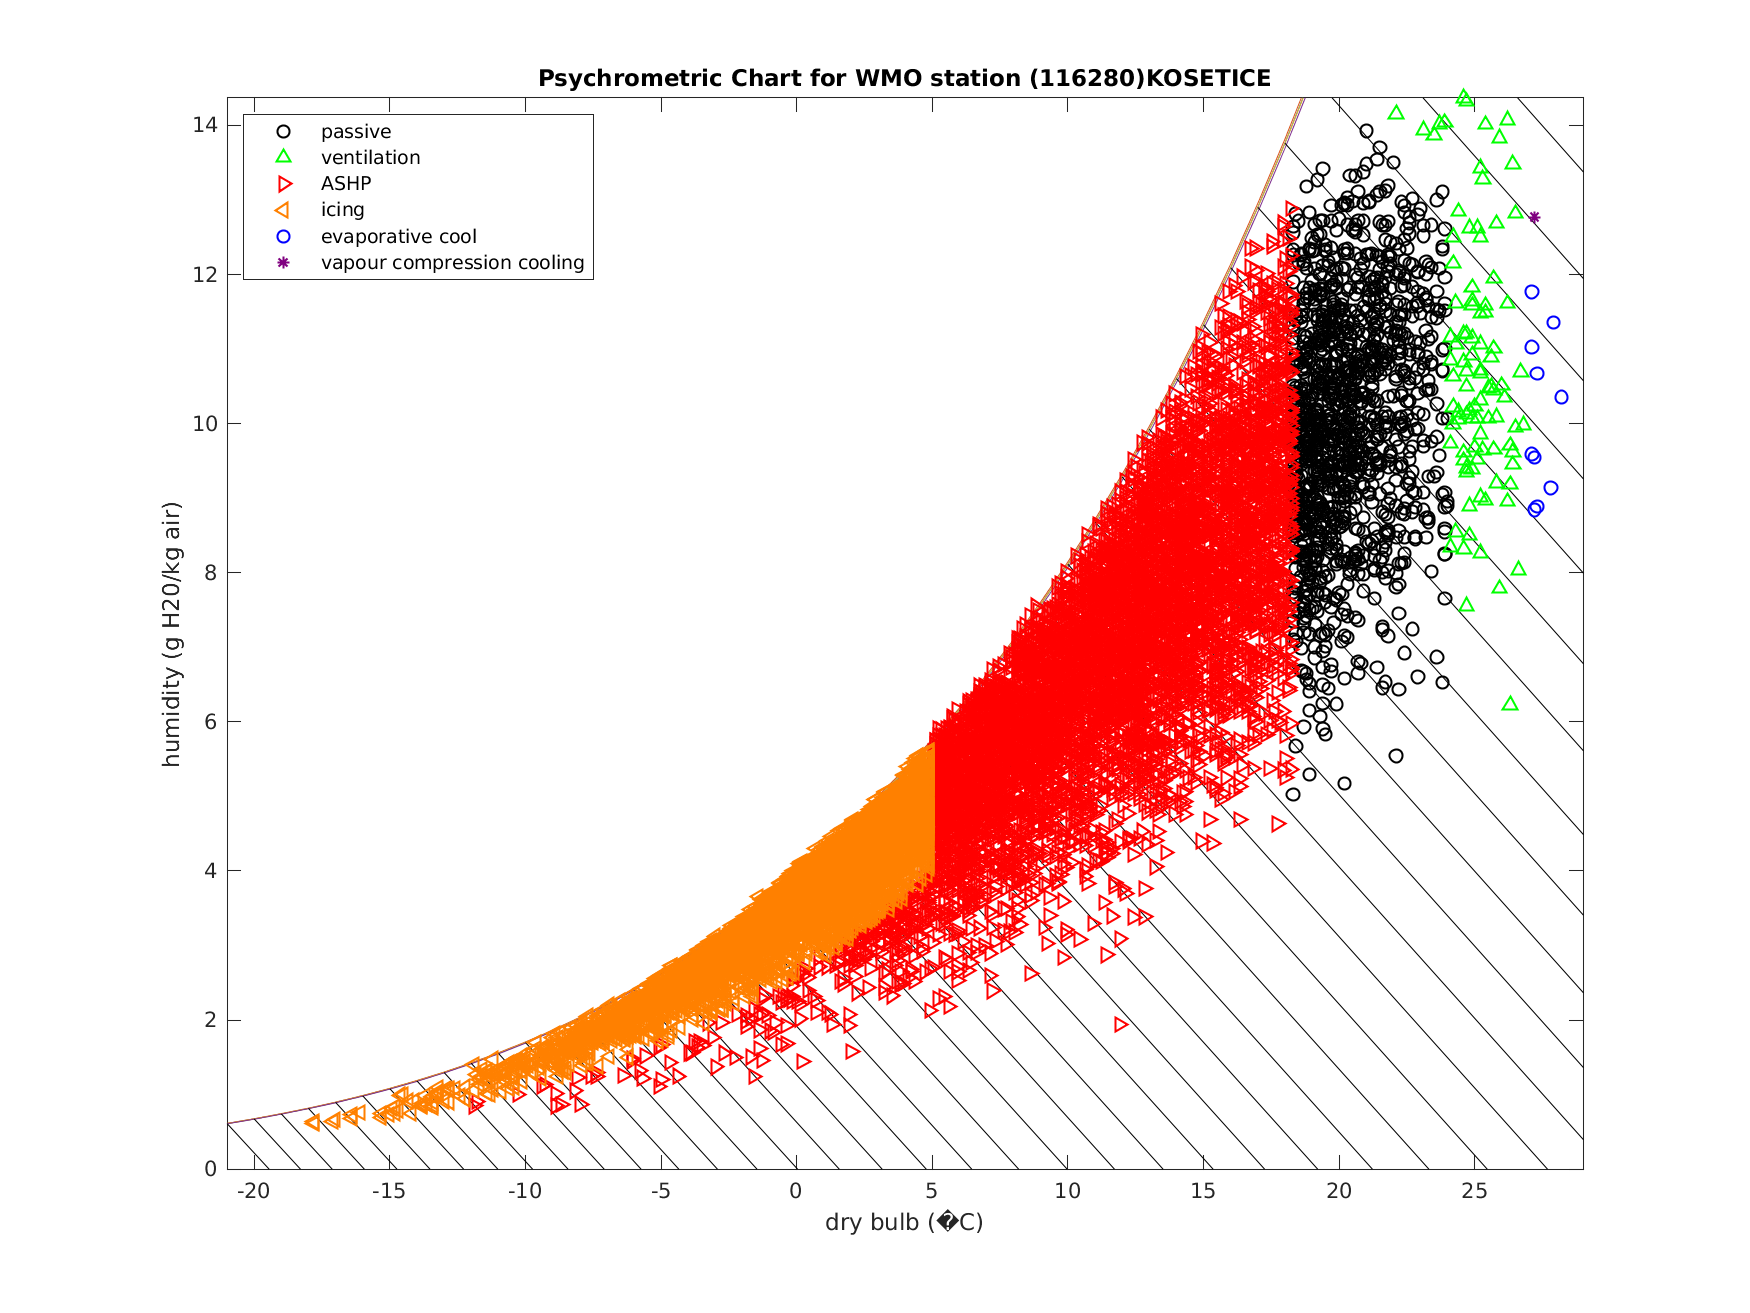 Psychrometric Chart for WMO station (116280)KOSETICE
passive
ventilation
ASHP
icing
evaporative cool
vapour compression cooling
humidity (g H20/kg air)
14
12
10
8
6
4
2
0
-20 -15 -10 -5 0 5 10 15 20 25
dry bulb (�C)